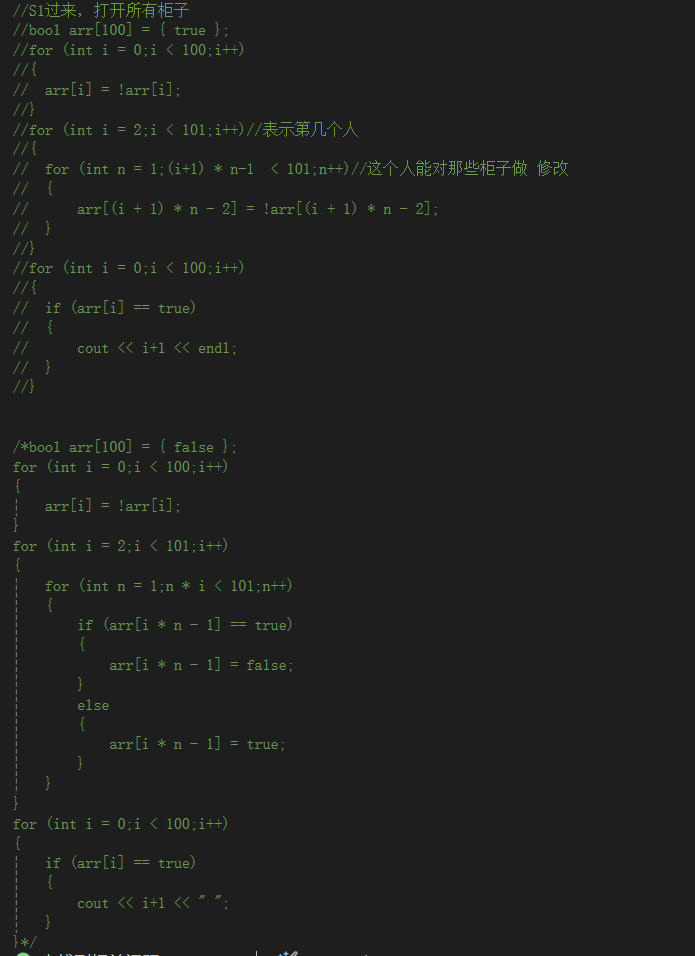 //S1过来，打开所有柜子
//bool arr[100] = { true };
//for (int i = 0;i < 100;i++)
//{
//  arr[i] = !arr[i];
//}
//for (int i = 2;i < 101;i++)//表示第几个人
//{
//  for (int n = 1;(i+1) * n-1  < 101;n++)//这个人能对那些柜子做 修改
//  {
//      arr[(i + 1) * n - 2] = !arr[(i + 1) * n - 2];
//  }
//}
//for (int i = 0;i < 100;i++)
//{
//  if (arr[i] == true)
//  {
//      cout << i+1 << endl;
//  }
//}
/*bool arr[100] = { false };
for (int i = 0;i < 100;i++)
{
    arr[i] = !arr[i];
}
for (int i = 2;i < 101;i++)
{
    for (int n = 1;n * i < 101;n++)
    {
        if (arr[i * n - 1] == true)
        {
            arr[i * n - 1] = false;
        }
        else
        {
            arr[i * n - 1] = true;
        }
    }
}
for (int i = 0;i < 100;i++)
{
    if (arr[i] == true)
    {
        cout << i+1 << " ";
    }
}*/